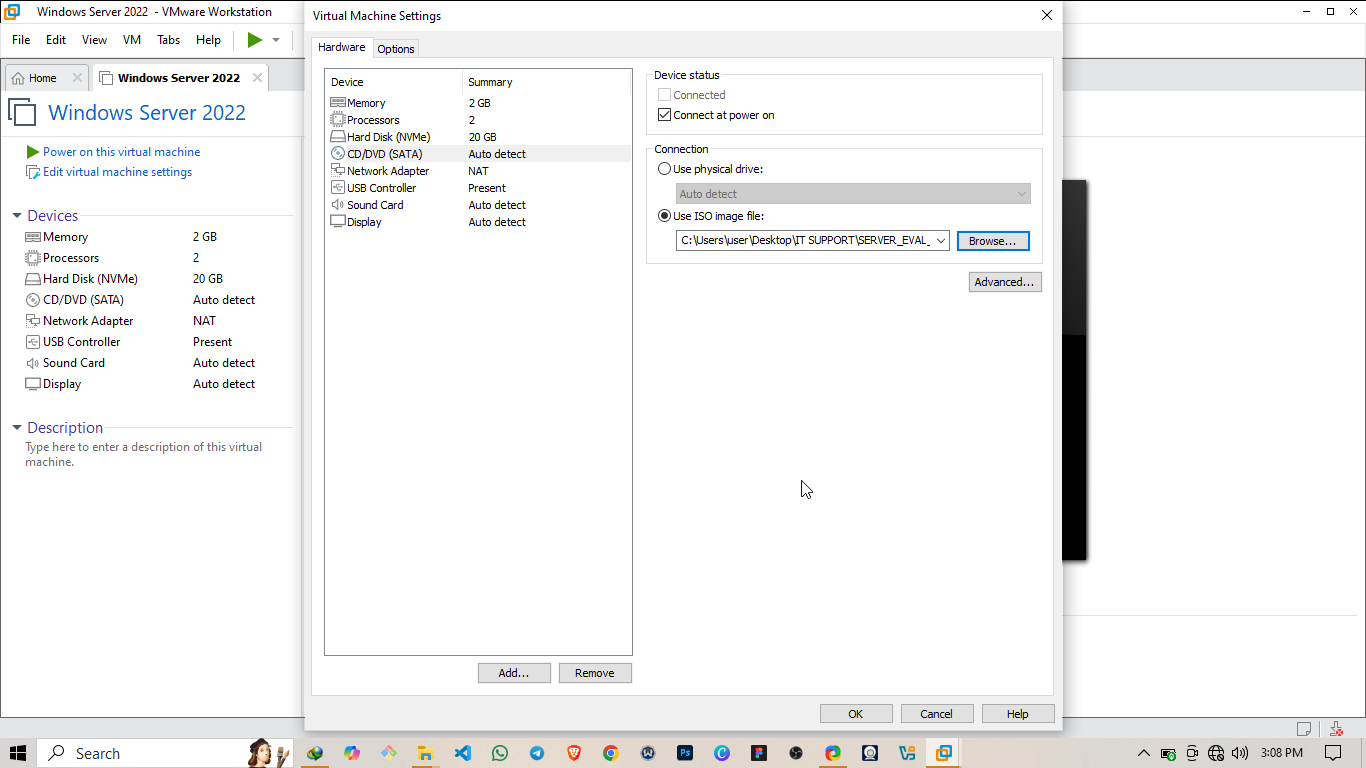 Windows Server 2022 - VMware Workstation
File Edit View VM Tabs Help
Home
Windows Server 2022
Windows Server 2022
Power on this virtual machine
Edit virtual machine settings
Devices
Memory 2 GB
Processors 2
Hard Disk (NVMe) 20 GB
CD/DVD (SATA) Auto detect
Network Adapter NAT
USB Controller Present
Sound Card Auto detect
Display Auto detect
Description
Type here to enter a description of this virtual
machine.
Virtual Machine Settings
Hardware Options
Device Summary
Memory 2 GB
Processors 2
Hard Disk (NVMe) 20 GB
CD/DVD (SATA) Auto detect
Network Adapter NAT
USB Controller Present
Sound Card Auto detect
Display Auto detect
Add... Remove
Device status
Connected
Connect at power on
Connection
Use physical drive:
Auto detect
Use ISO image file:
C:\Users\user\Desktop\IT SUPPORT\SERVER_EVAL_ Browse...
Advanced...
OK Cancel Help
Search
Ps
3:08 PM